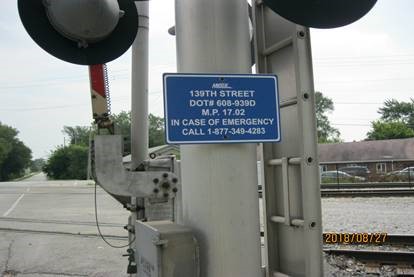 METRA
139TH STREET
DOT# 608-939D
M.P. 17.02
IN CASE OF EMERGENCY
CALL 1-877-349-4283
2018/08/27